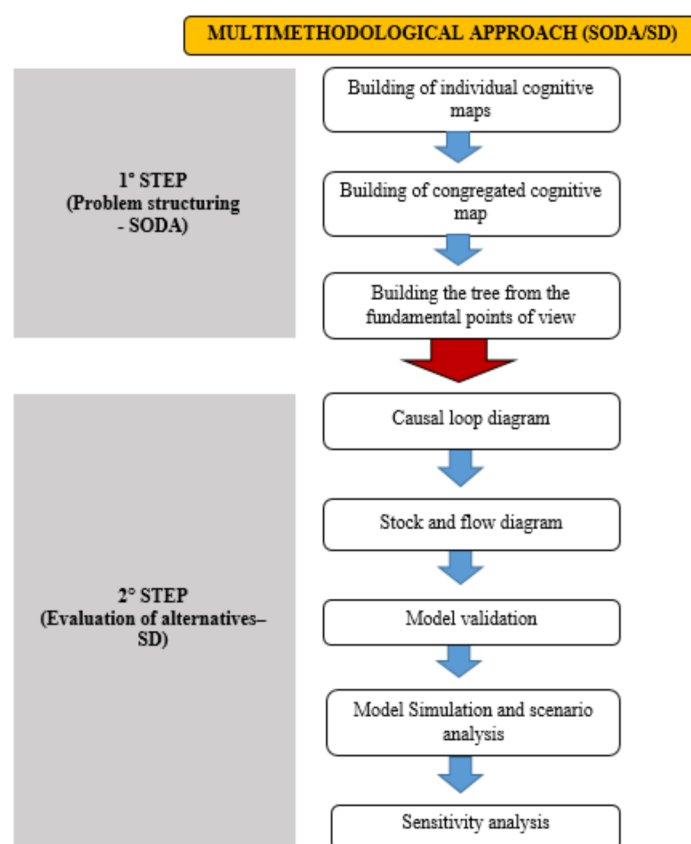 MULTIMETHODOLOGICAL APPROACH (SODA/SD)
Building of individual cognitive
maps
1° STEP
(Problem structuring
- SODA)
Building of congregated cognitive
map
Building the tree from the
fundamental points of view
Causal loop diagram
Stock and flow diagram
2° STEP
(Evaluation of alternatives–
SD)
Model validation
Model Simulation and scenario
analysis
Sensitivity analysis